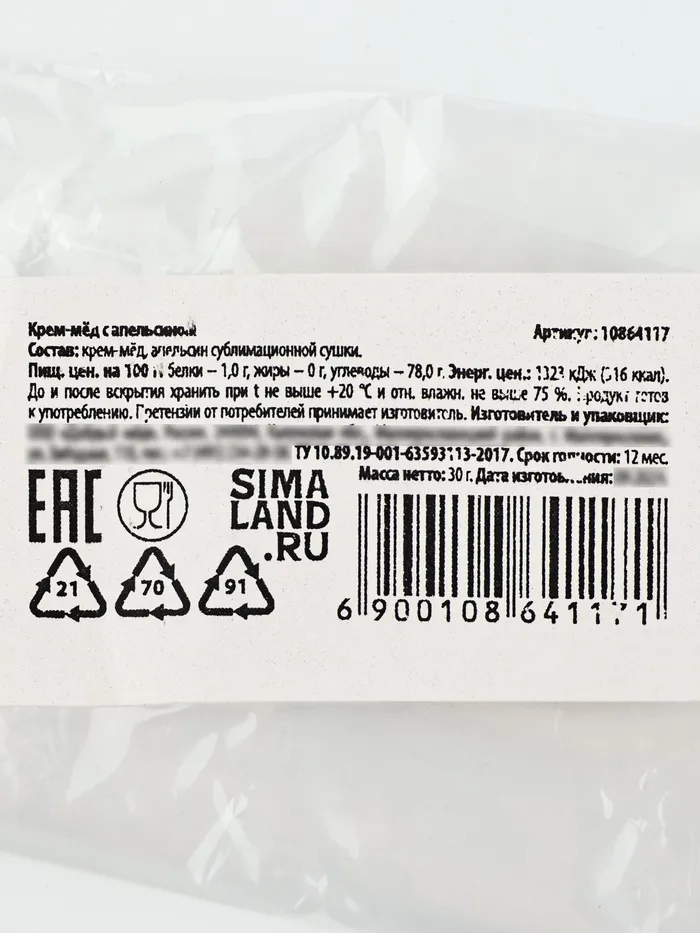 Крем-мёд с апельсином Артикул: 10864117
Состав: крем-мёд, апельсин сублимационной сушки.
Пищ. цен. на 100 г: белки – 1,0 г, жиры – 0 г, углеводы – 78,0 г. Энерг. цен.: кДж (316 ккал).
До и после вскрытия хранить при t не выше +20 °С и отн. влажн. не выше 75 %. Продукт готов
к употреблению. Претензии от потребителей принимает изготовитель. Изготовитель и упаковщик:
ТУ 10.89.19-001-63593113-2017. Срок годности: 12 мес.
Масса нетто: 30 г. Дата изготовления:
EAC
SIMA
LAND
.RU
21 70 91
6 900108 641171